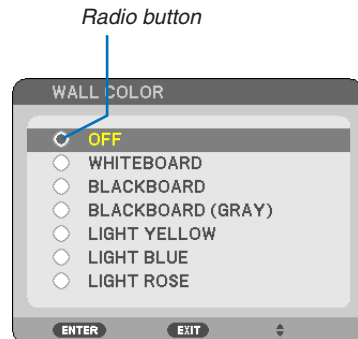 Radio button
WALL COLOR
OFF
WHITEBOARD
BLACKBOARD
BLACKBOARD (GRAY)
LIGHT YELLOW
LIGHT BLUE
LIGHT ROSE
ENTER EXIT